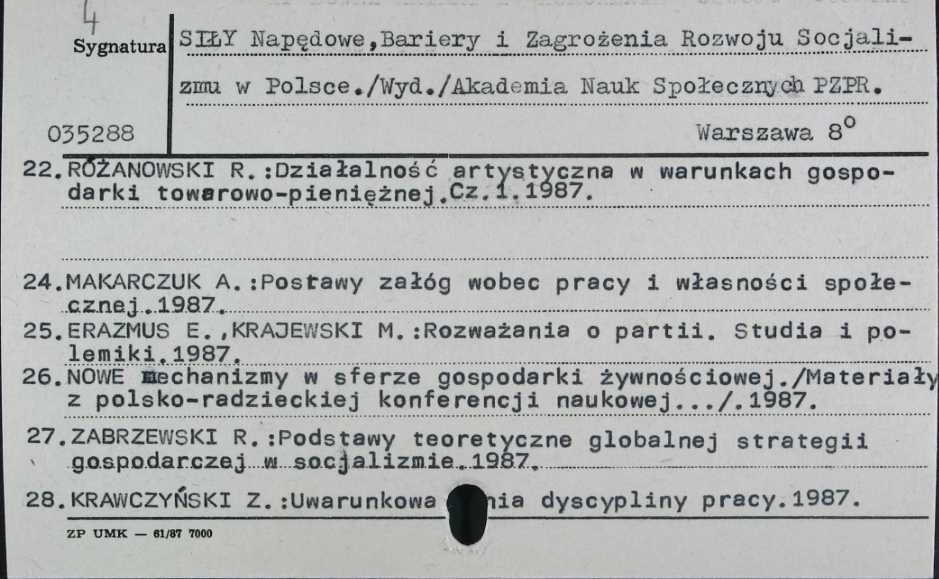 4
Sygnatura
SIŁY Napędowe,Bariery i Zagrożenia Rozwoju Socjali-
zmu w Polsce./Wyd./Akademia Nauk Społecznych PZPR.
035288
Warszawa 8º
22.RÓŻANOWSKI R.:Działalność artystyczna w warunkach gospo-
darki towarowo-pieniężnej.Cz.1.1987.
24.MAKARCZUK A.:Postawy załóg wobec pracy i własności społe-
cznej.1987.
25.ERAZMUS E.,KRAJEWSKI M.:Rozważania o partii. Studia i po-
lemiki.1987.
26.NOWE mechanizmy w sferze gospodarki żywnościowej./Materiały
z polsko-radzieckiej konferencji naukowej.../.1987.
27.ZABRZEWSKI R.:Podstawy teoretyczne globalnej strategii
gospodarczej w socjalizmie.1987.
28.KRAWCZYŃSKI Z.:Uwarunkowa nia dyscypliny pracy.1987.
ZP UMK — 61/87 7000